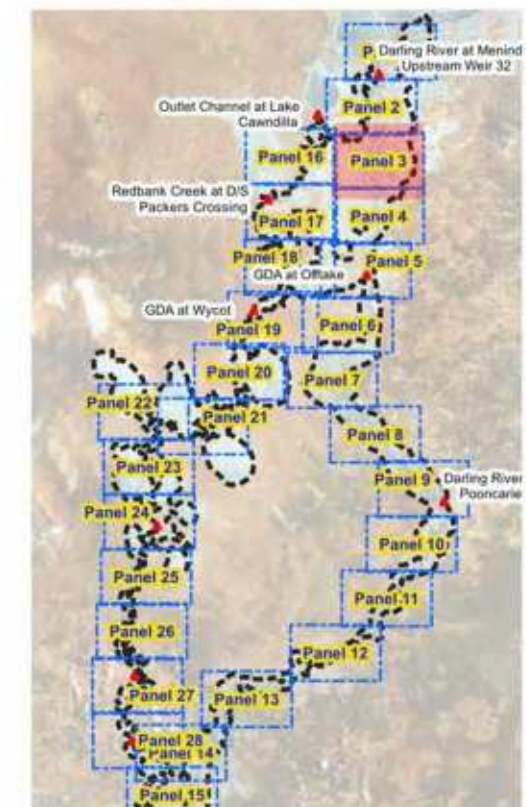 P
Darling River at Menind
Upstream Weir 32
Panel 2
Outlet Channel at Lake
Cawndilla
Panel 16
Panel 3
Redbank Creek at D/S
Packers Crossing
Panel 17
Panel 4
Panel 18
Panel 5
GDA at Offtake
GDA at Wycot
Panel 19
Panel 6
Panel 20
Panel 7
Panel 22
Panel 21
Panel 8
Panel 23
Panel 9
Darling River
Pooncarie
Panel 24
Panel 10
Panel 25
Panel 11
Panel 26
Panel 12
Panel 27
Panel 13
Panel 28
Panel 14
Panel 15